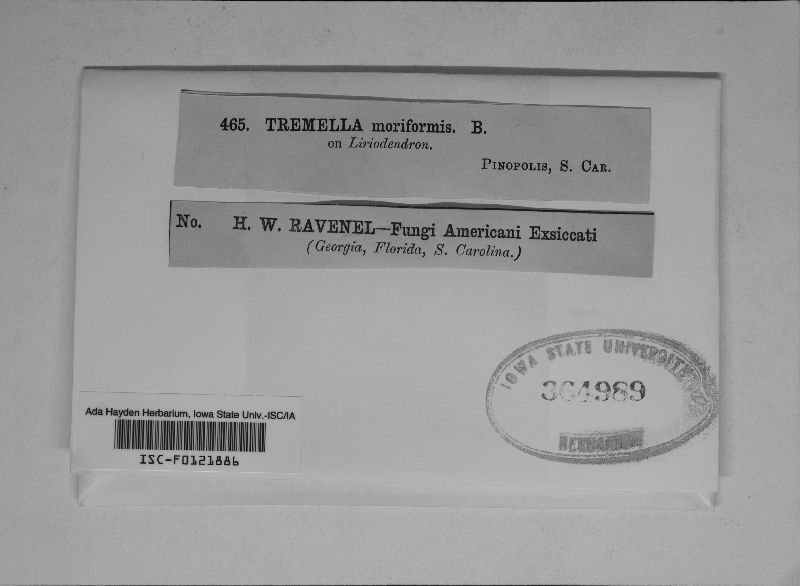 465. TREMELLA moriformis. B.
on Liriodendron.
PINOPOLIS, S. CAR.
No. H. W. RAVENEL—Fungi Americani Exsiccati
(Georgia, Florida, S. Carolina.)
IOWA STATE UNIVERSITY
364989
HERBARIUM
Ada Hayden Herbarium, Iowa State Univ.-ISC/IA
ISC-F0121886